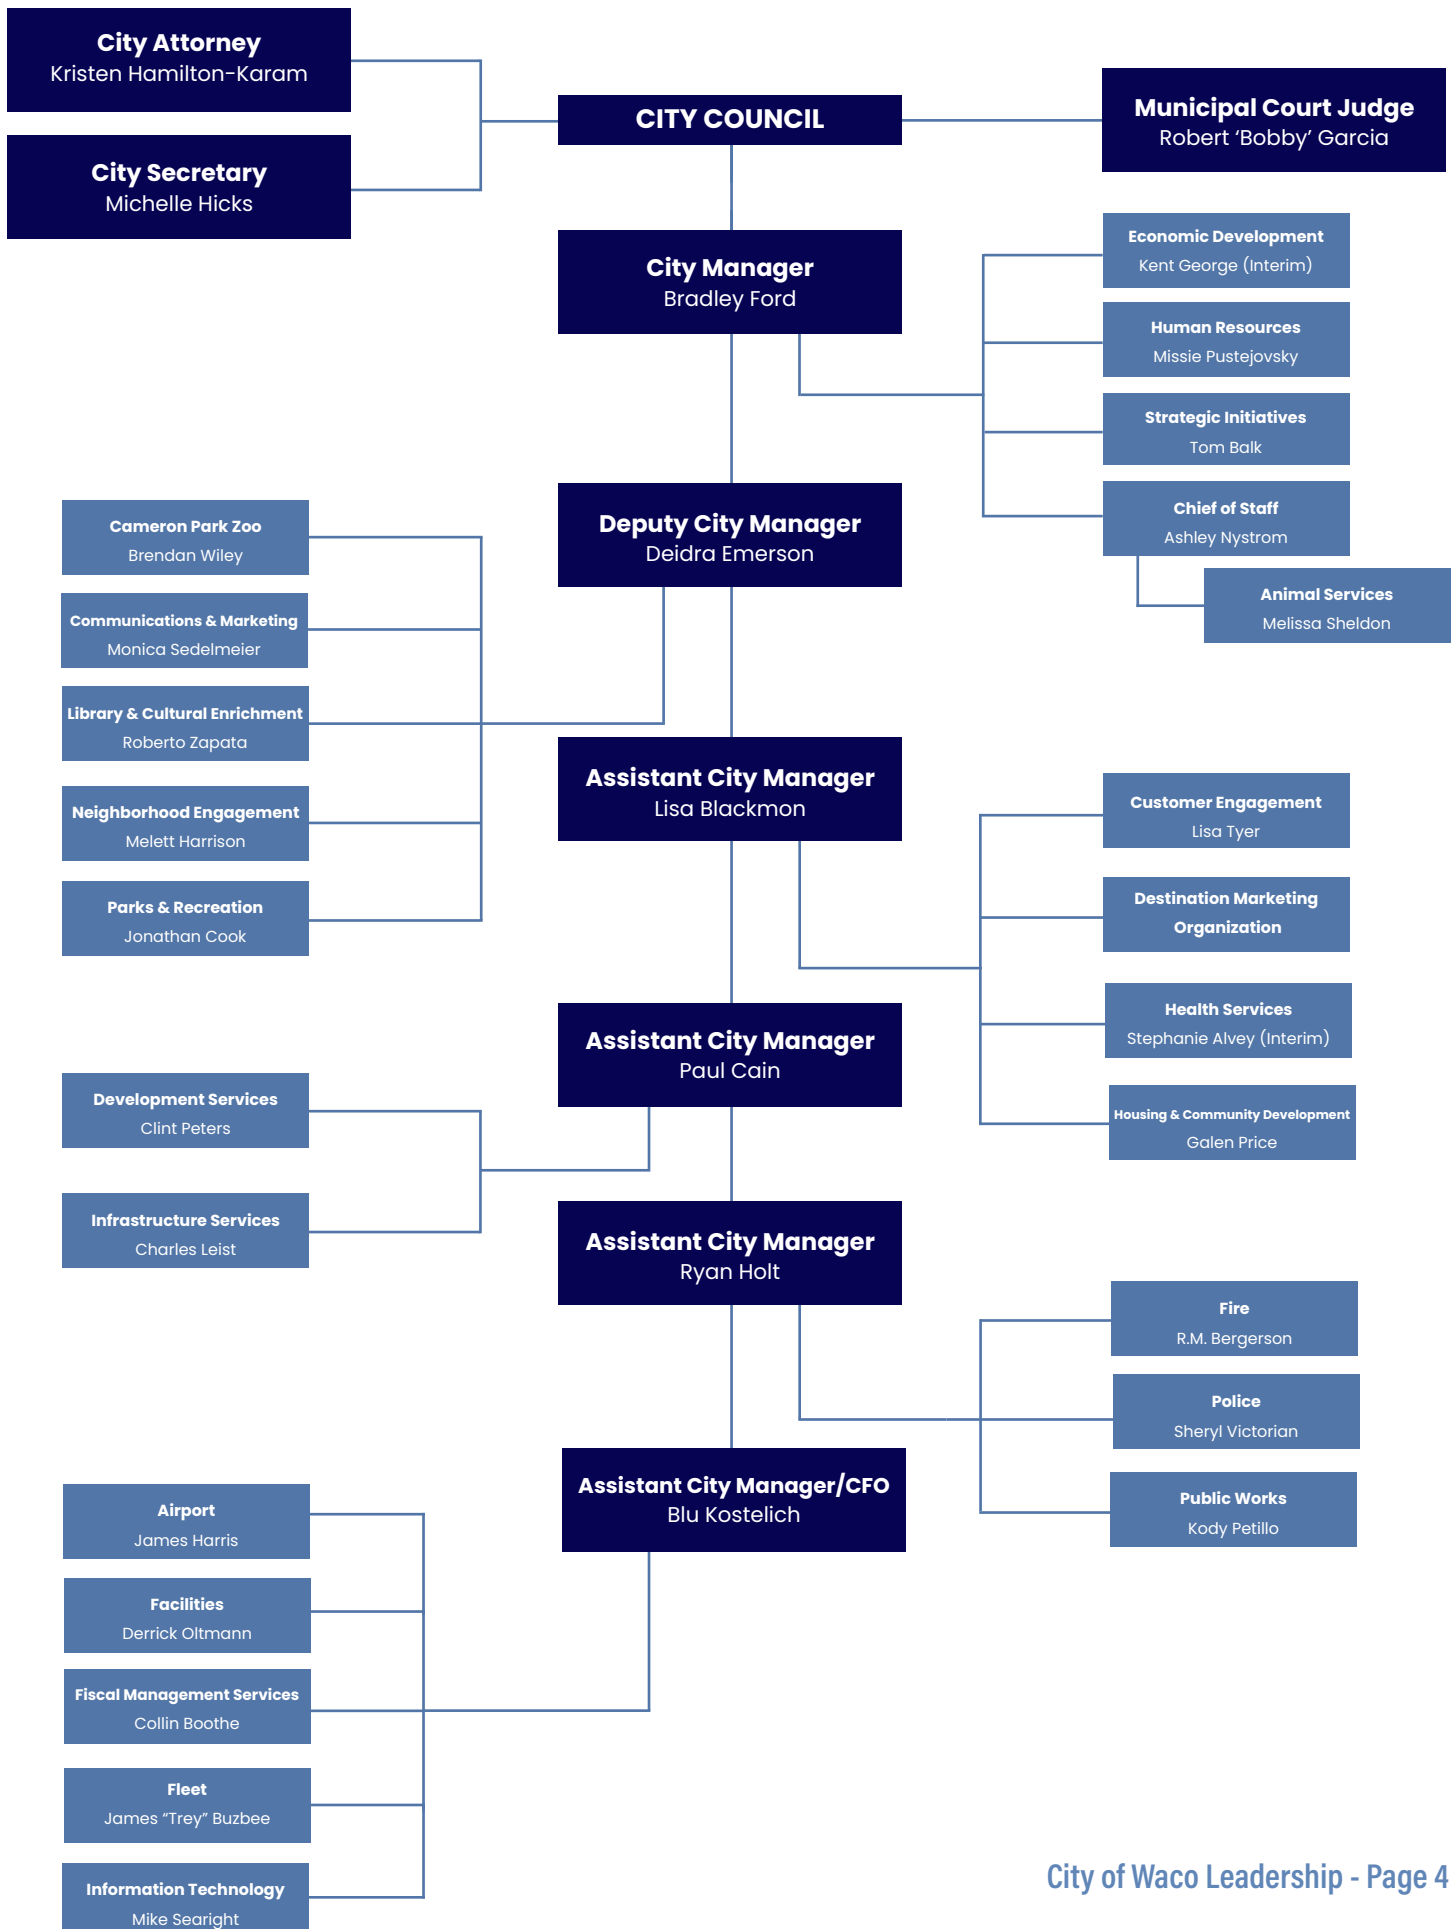 City Attorney
Kristen Hamilton-Karam
City Secretary
Michelle Hicks
CITY COUNCIL
Municipal Court Judge
Robert ‘Bobby’ Garcia
City Manager
Bradley Ford
Economic Development
Kent George (Interim)
Human Resources
Missie Pustejovsky
Strategic Initiatives
Tom Balk
Chief of Staff
Ashley Nystrom
Animal Services
Melissa Sheldon
Deputy City Manager
Deidra Emerson
Cameron Park Zoo
Brendan Wiley
Communications & Marketing
Monica Sedelmeier
Library & Cultural Enrichment
Roberto Zapata
Neighborhood Engagement
Melett Harrison
Parks & Recreation
Jonathan Cook
Assistant City Manager
Lisa Blackmon
Customer Engagement
Lisa Tyer
Destination Marketing
Organization
Health Services
Stephanie Alvey (Interim)
Housing & Community Development
Galen Price
Assistant City Manager
Paul Cain
Development Services
Clint Peters
Infrastructure Services
Charles Leist
Assistant City Manager
Ryan Holt
Fire
R.M. Bergerson
Police
Sheryl Victorian
Public Works
Kody Petillo
Assistant City Manager/CFO
Blu Kostelich
Airport
James Harris
Facilities
Derrick Oltmann
Fiscal Management Services
Collin Boothe
Fleet
James “Trey” Buzbee
Information Technology
Mike Searight
City of Waco Leadership - Page 4